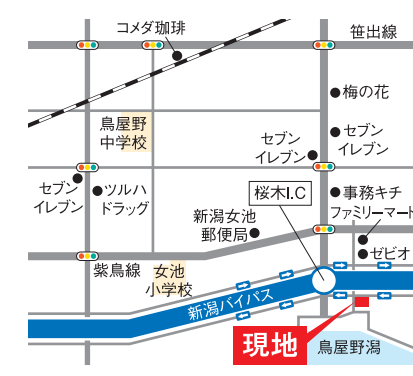 コメダ珈琲
笹出線
梅の花
鳥屋野
中学校
セブン
イレブン
セブン
イレブン
セブン
イレブン
ツルハ
ドラッグ
桜木I.C
事務キチ
ファミリーマート
新潟女池
郵便局
ゼビオ
紫鳥線
女池
小学校
新潟バイパス
現地
鳥屋野潟